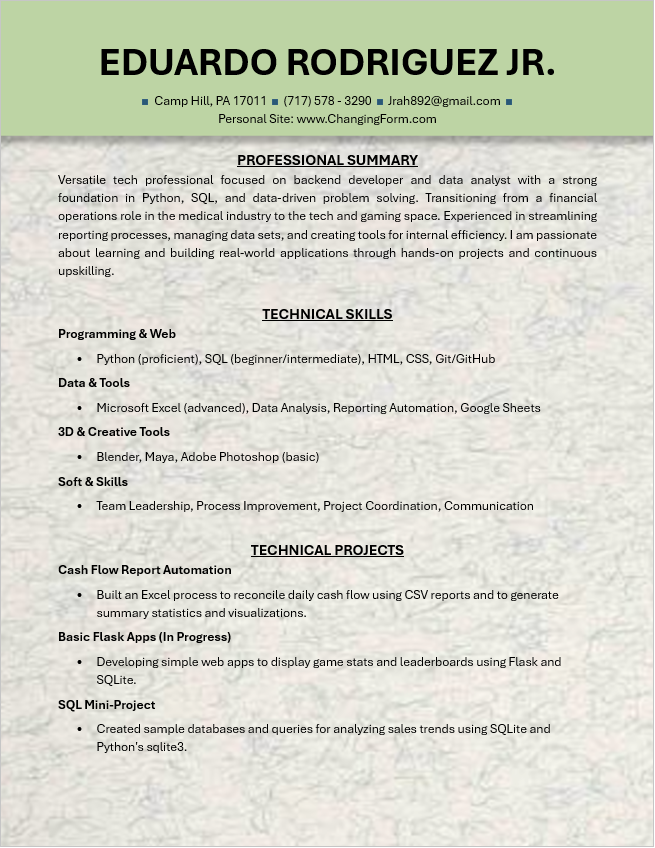 EDUARDO RODRIGUEZ JR.
▪ Camp Hill, PA 17011 ▪ (717) 578 - 3290 ▪ Jrah892@gmail.com ▪
Personal Site: www.ChangingForm.com
PROFESSIONAL SUMMARY
Versatile tech professional focused on backend developer and data analyst with a strong
foundation in Python, SQL, and data-driven problem solving. Transitioning from a financial
operations role in the medical industry to the tech and gaming space. Experienced in streamlining
reporting processes, managing data sets, and creating tools for internal efficiency. I am passionate
about learning and building real-world applications through hands-on projects and continuous
upskilling.
TECHNICAL SKILLS
Programming & Web
• Python (proficient), SQL (beginner/intermediate), HTML, CSS, Git/GitHub
Data & Tools
• Microsoft Excel (advanced), Data Analysis, Reporting Automation, Google Sheets
3D & Creative Tools
• Blender, Maya, Adobe Photoshop (basic)
Soft & Skills
• Team Leadership, Process Improvement, Project Coordination, Communication
TECHNICAL PROJECTS
Cash Flow Report Automation
• Built an Excel process to reconcile daily cash flow using CSV reports and to generate
summary statistics and visualizations.
Basic Flask Apps (In Progress)
• Developing simple web apps to display game stats and leaderboards using Flask and
SQLite.
SQL Mini-Project
• Created sample databases and queries for analyzing sales trends using SQLite and
Python's sqlite3.